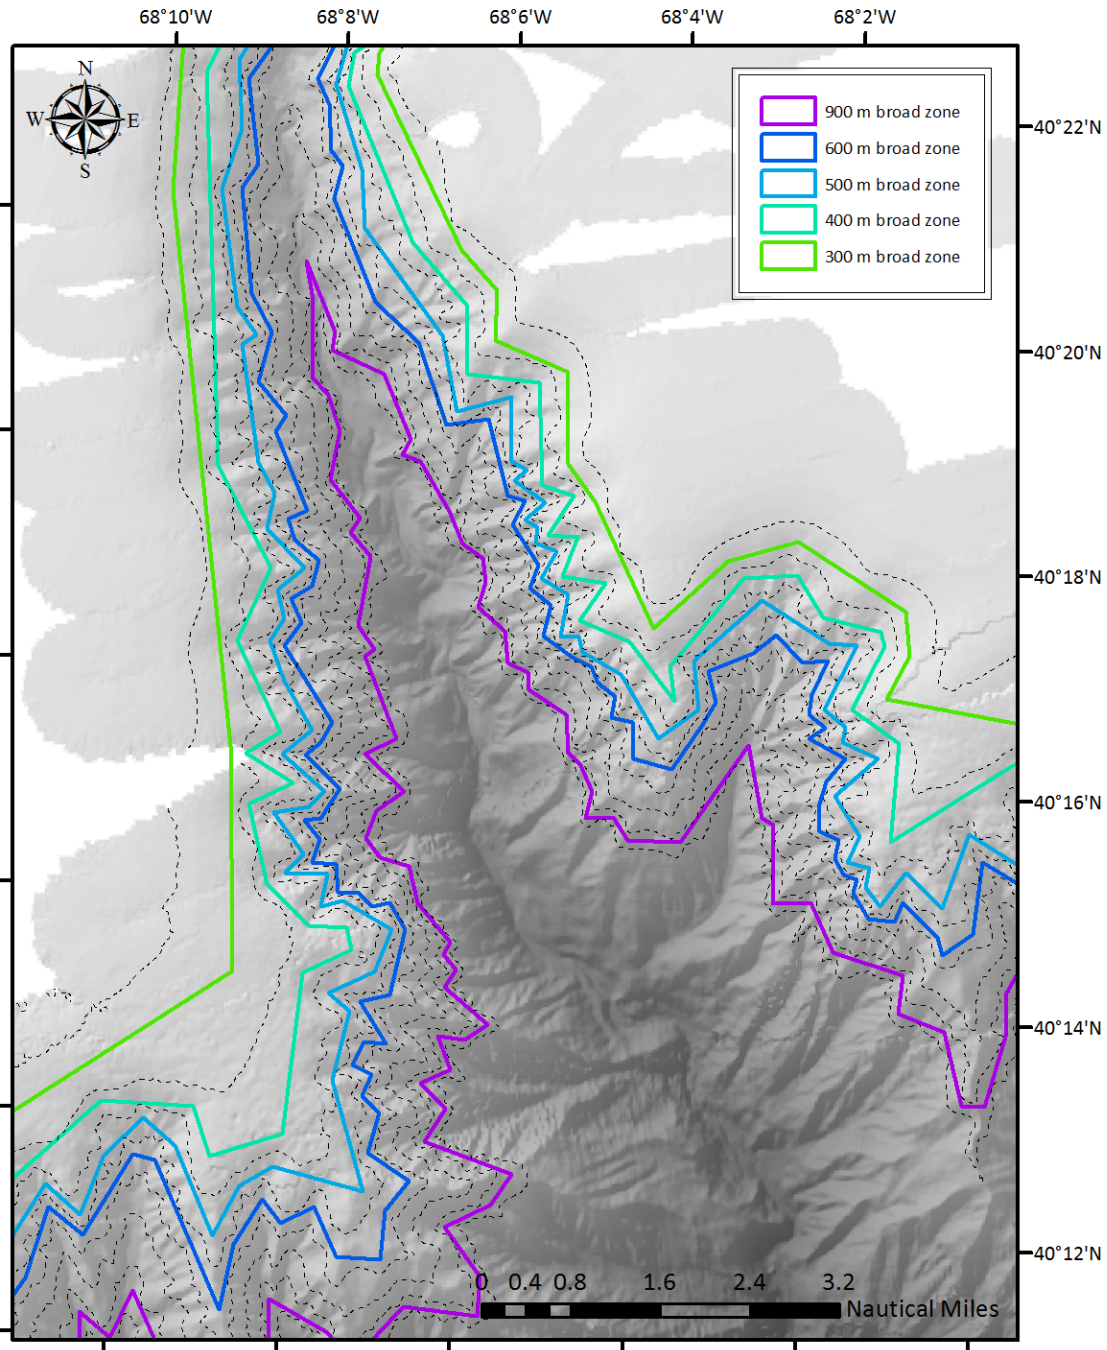 68°10'W 68°8'W 68°6'W 68°4'W 68°2'W
N
W E
S
900 m broad zone
600 m broad zone
500 m broad zone
400 m broad zone
300 m broad zone
40°22'N
40°20'N
40°18'N
40°16'N
40°14'N
40°12'N
0 0.4 0.8 1.6 2.4 3.2
Nautical Miles